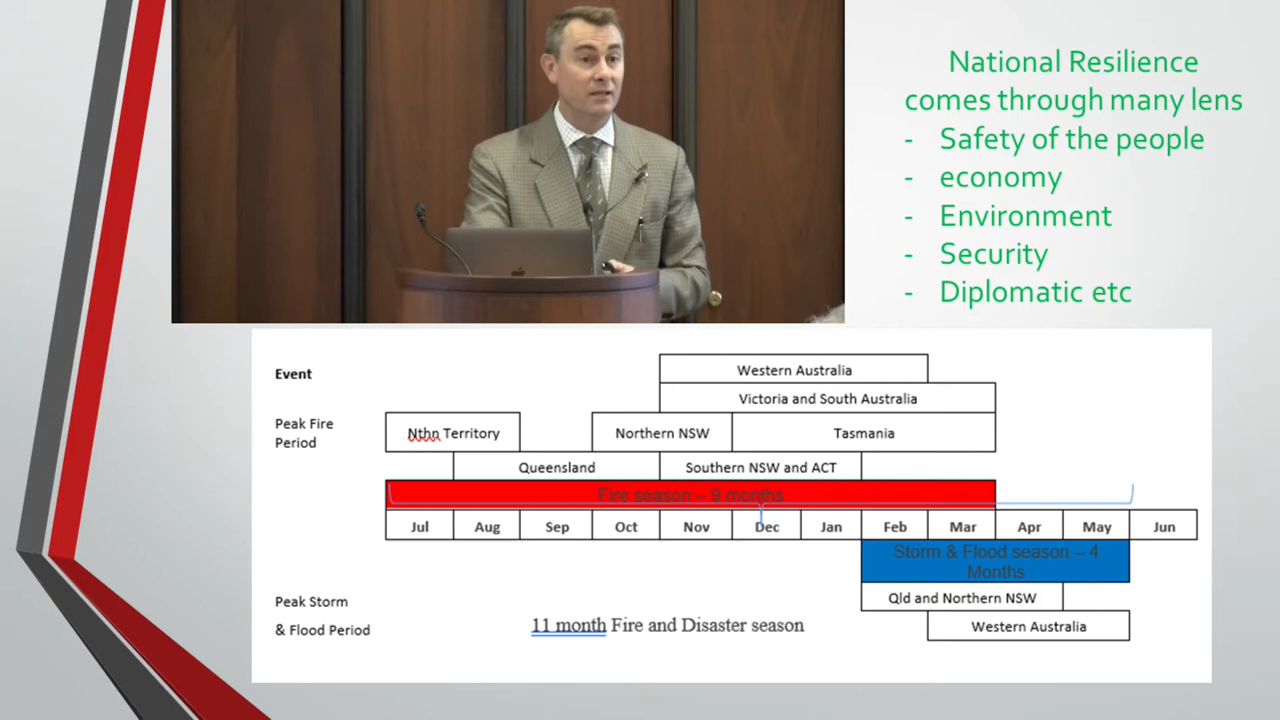 National Resilience
comes through many lens
- Safety of the people
- economy
- Environment
- Security
- Diplomatic etc
Event
Western Australia
Victoria and South Australia
Peak Fire
Period
Nthn Territory
Northern NSW
Tasmania
Queensland
Southern NSW and ACT
Fire season – 9 months
Jul Aug Sep Oct Nov Dec Jan Feb Mar Apr May Jun
Storm & Flood season – 4
Months
Peak Storm
& Flood Period
Qld and Northern NSW
11 month Fire and Disaster season
Western Australia